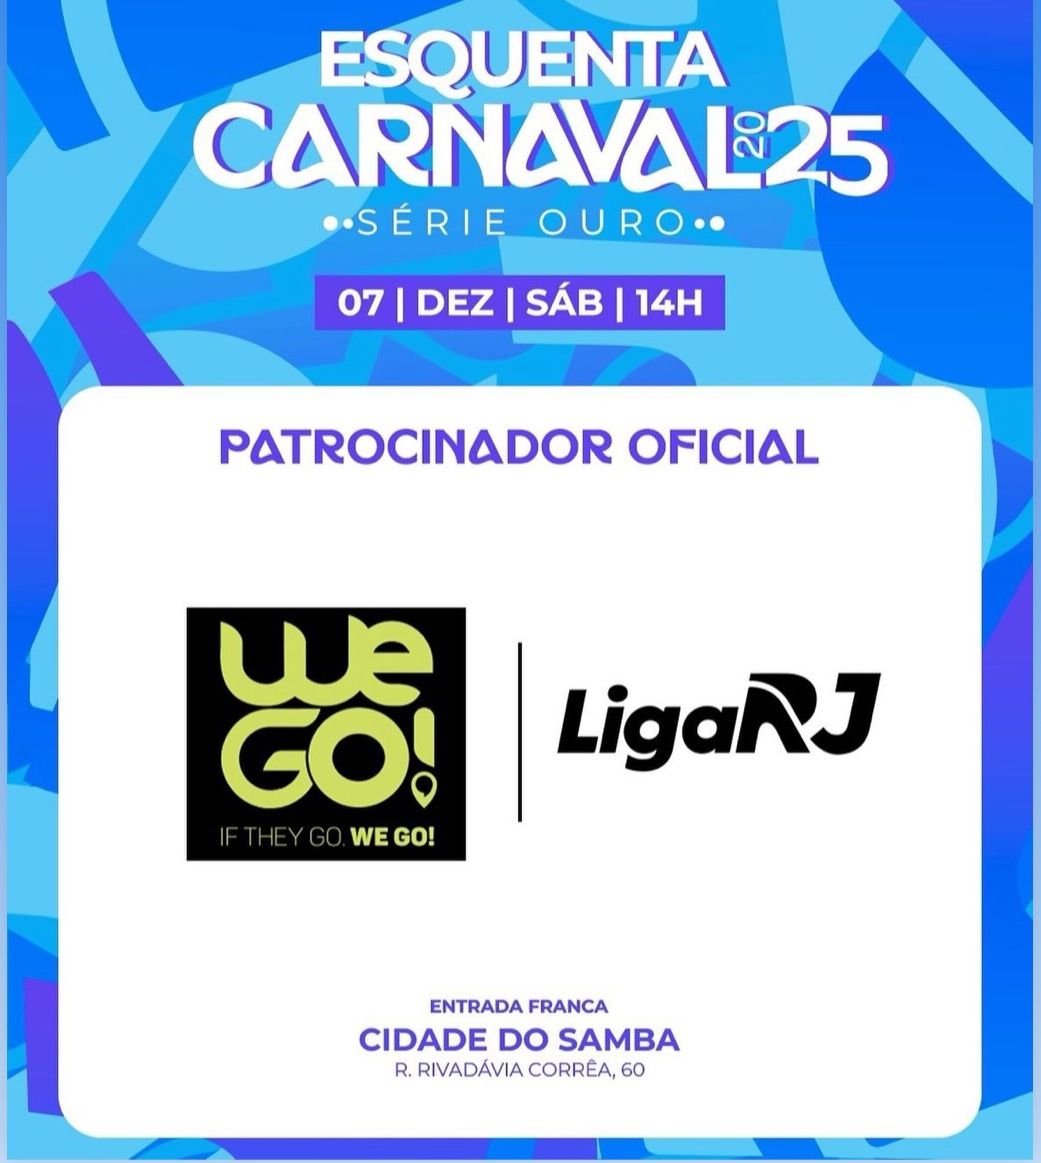 ESQUENTA
CARNAVAL 2025
••SÉRIE OURO••
07 | DEZ | SÁB | 14H
PATROCINADOR OFICIAL
we
GO!
IF THEY GO. WE GO!
LigaRJ
ENTRADA FRANCA
CIDADE DO SAMBA
R. RIVADÁVIA CORRÊA, 60